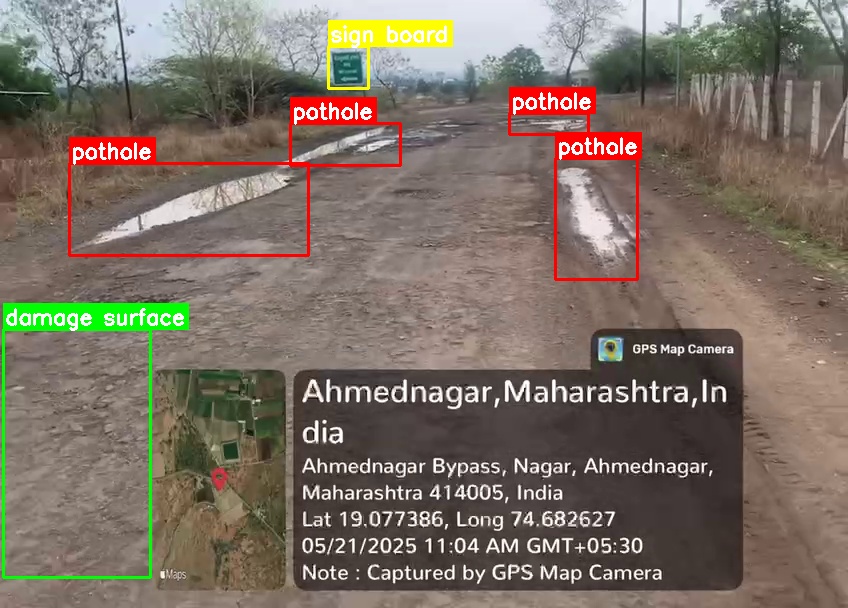 sign board
pothole
pothole
pothole
pothole
damage surface
GPS Map Camera
Ahmednagar,Maharashtra,In
dia
Ahmednagar Bypass, Nagar, Ahmednagar,
Maharashtra 414005, India
Lat 19.077386, Long 74.682627
05/21/2025 11:04 AM GMT+05:30
Note : Captured by GPS Map Camera
Maps